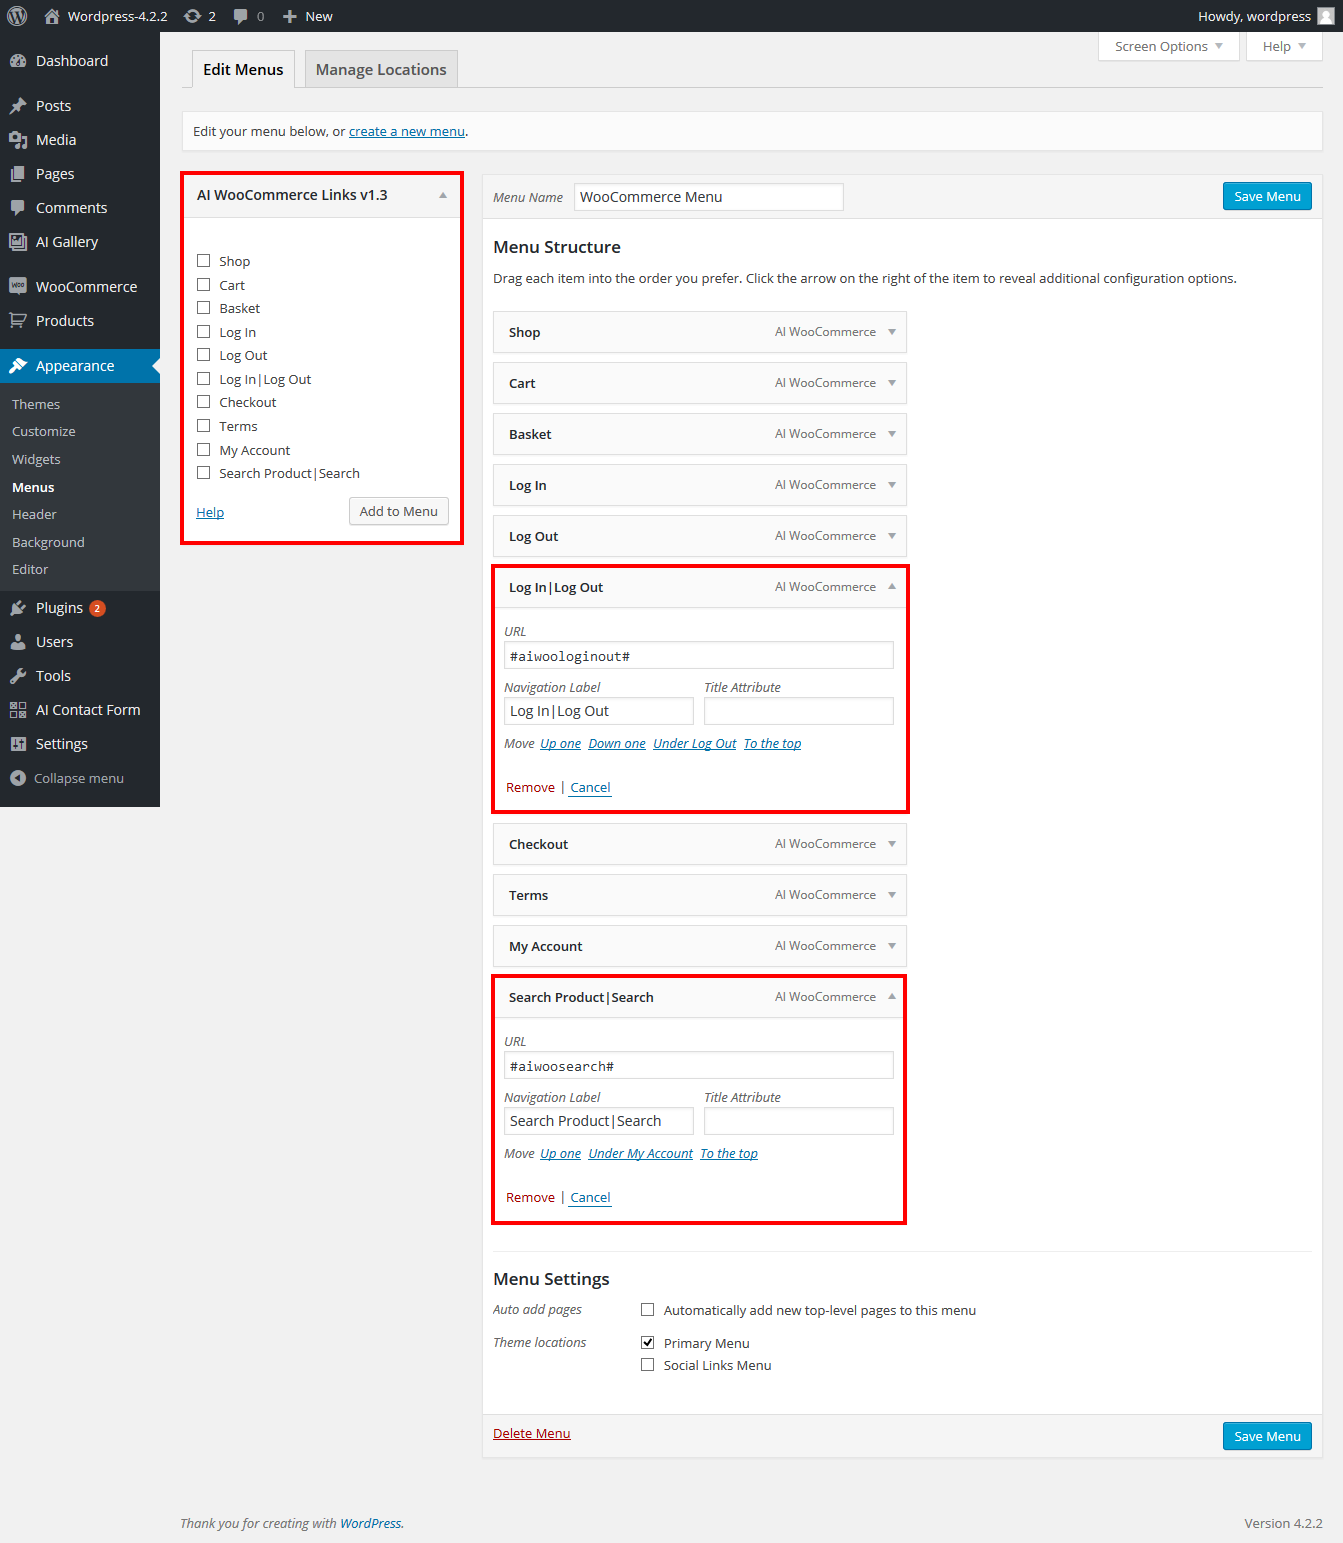 Wordpress-4.2.2 2 0 New Howdy, wordpress
Screen Options Help
Dashboard
Posts
Media
Pages
Comments
AI Gallery
WOO WooCommerce
Products
Appearance
Themes
Customize
Widgets
Menus
Header
Background
Editor
Plugins 2
Users
Tools
AI Contact Form
Settings
Collapse menu
Edit Menus Manage Locations
Edit your menu below, or create a new menu.
AI WooCommerce Links v1.3
Shop
Cart
Basket
Log In
Log Out
Log In|Log Out
Checkout
Terms
My Account
Search Product|Search
Help Add to Menu
Menu Name WooCommerce Menu Save Menu
Menu Structure
Drag each item into the order you prefer. Click the arrow on the right of the item to reveal additional configuration options.
Shop AI WooCommerce
Cart AI WooCommerce
Basket AI WooCommerce
Log In AI WooCommerce
Log Out AI WooCommerce
Log In|Log Out AI WooCommerce
URL
#aiwoologinout#
Navigation Label Title Attribute
Log In|Log Out
Move Up one Down one Under Log Out To the top
Remove | Cancel
Checkout AI WooCommerce
Terms AI WooCommerce
My Account AI WooCommerce
Search Product|Search AI WooCommerce
URL
#aiwoosearch#
Navigation Label Title Attribute
Search Product|Search
Move Up one Under My Account To the top
Remove | Cancel
Menu Settings
Auto add pages Automatically add new top-level pages to this menu
Theme locations Primary Menu
Social Links Menu
Delete Menu Save Menu
Thank you for creating with WordPress. Version 4.2.2